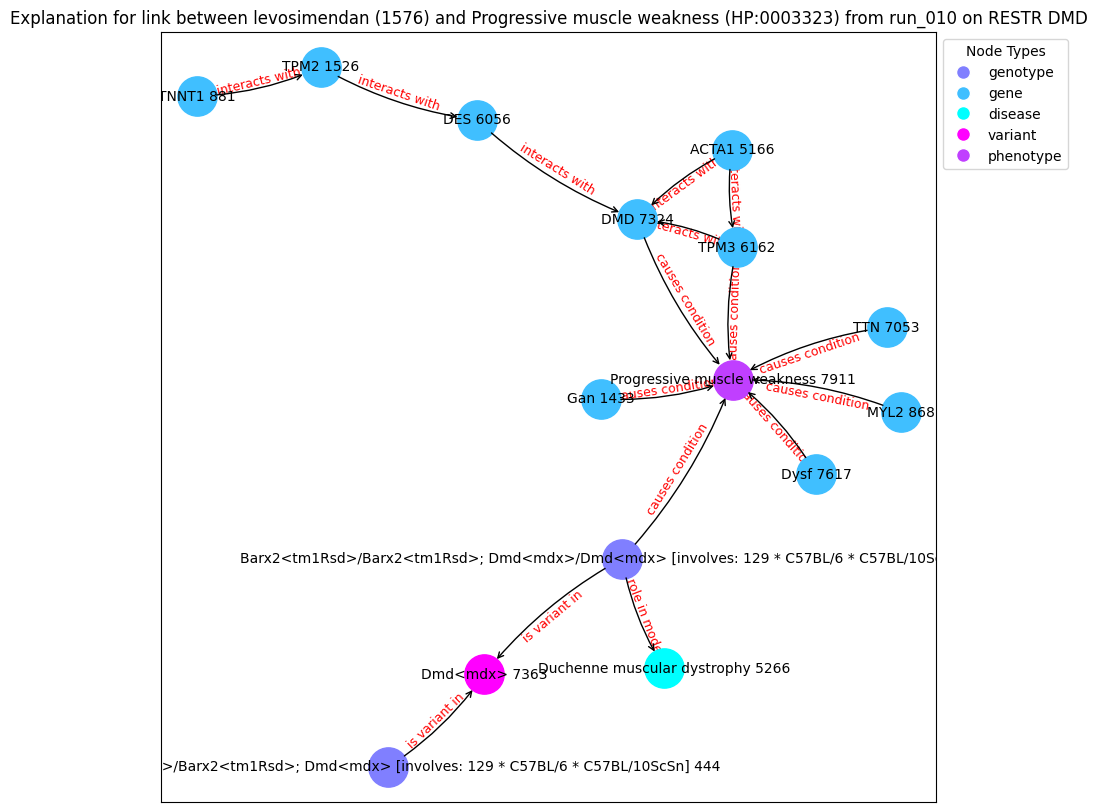 Explanation for link between levosimendan (1576) and Progressive muscle weakness (HP:0003323) from run_010 on RESTR DMD
Node Types
genotype
gene
disease
variant
phenotype
TPM2 1526
TNNT1 881
interacts with
interacts with
DES 6056
interacts with
ACTA1 5166
interacts with
interacts with
DMD 7324
interacts with
TPM3 6162
causes condition
causes condition
TTN 7053
causes condition
Progressive muscle weakness 7911
causes condition
Gan 1433
causes condition
MYL2 868
causes condition
Dysf 7617
causes condition
Barx2<tm1Rsd>/Barx2<tm1Rsd>; Dmd<mdx>/Dmd<mdx> [involves: 129 * C57BL/6 * C57BL/10Sc
is variant in
role in mode
Duchenne muscular dystrophy 5266
Dmd<mdx> 7363
is variant in
>/Barx2<tm1Rsd>; Dmd<mdx> [involves: 129 * C57BL/6 * C57BL/10ScSn] 444